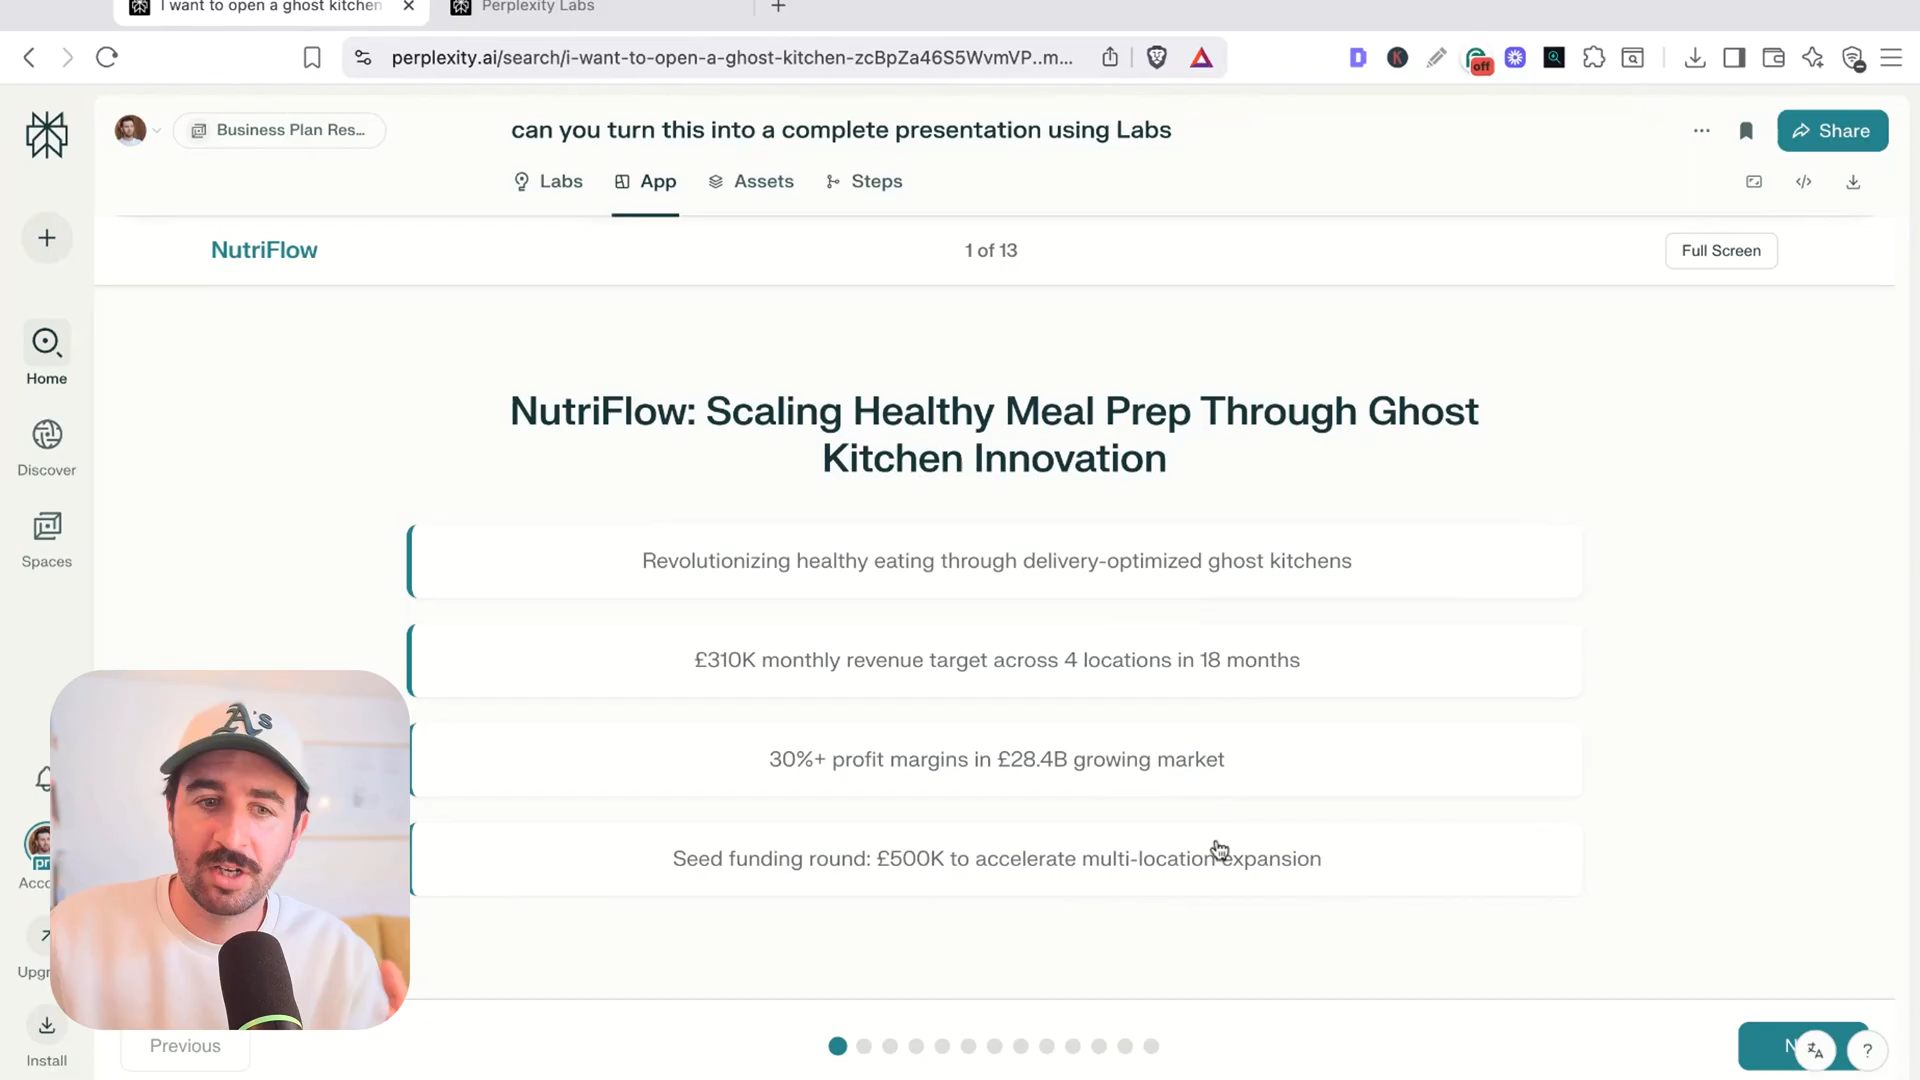 I want to open a ghost kitchen
Perplexity Labs
perplexity.ai/search/i-want-to-open-a-ghost-kitchen-zcBpZa46S5WvmVP..m...
off
Business Plan Res...
can you turn this into a complete presentation using Labs
Share
Labs
App
Assets
Steps
NutriFlow
1 of 13
Full Screen
Home
Discover
Spaces
NutriFlow: Scaling Healthy Meal Prep Through Ghost
Kitchen Innovation
Revolutionizing healthy eating through delivery-optimized ghost kitchens
£310K monthly revenue target across 4 locations in 18 months
30%+ profit margins in £28.4B growing market
Seed funding round: £500K to accelerate multi-location expansion
A's
Install
Previous